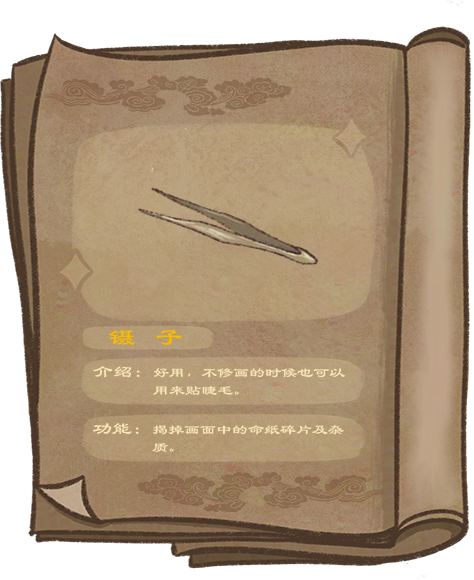 镊 子
介绍：好用，不修画的时候也可以
用来贴睫毛。
功能：揭掉画面中的命纸碎片及杂
质。